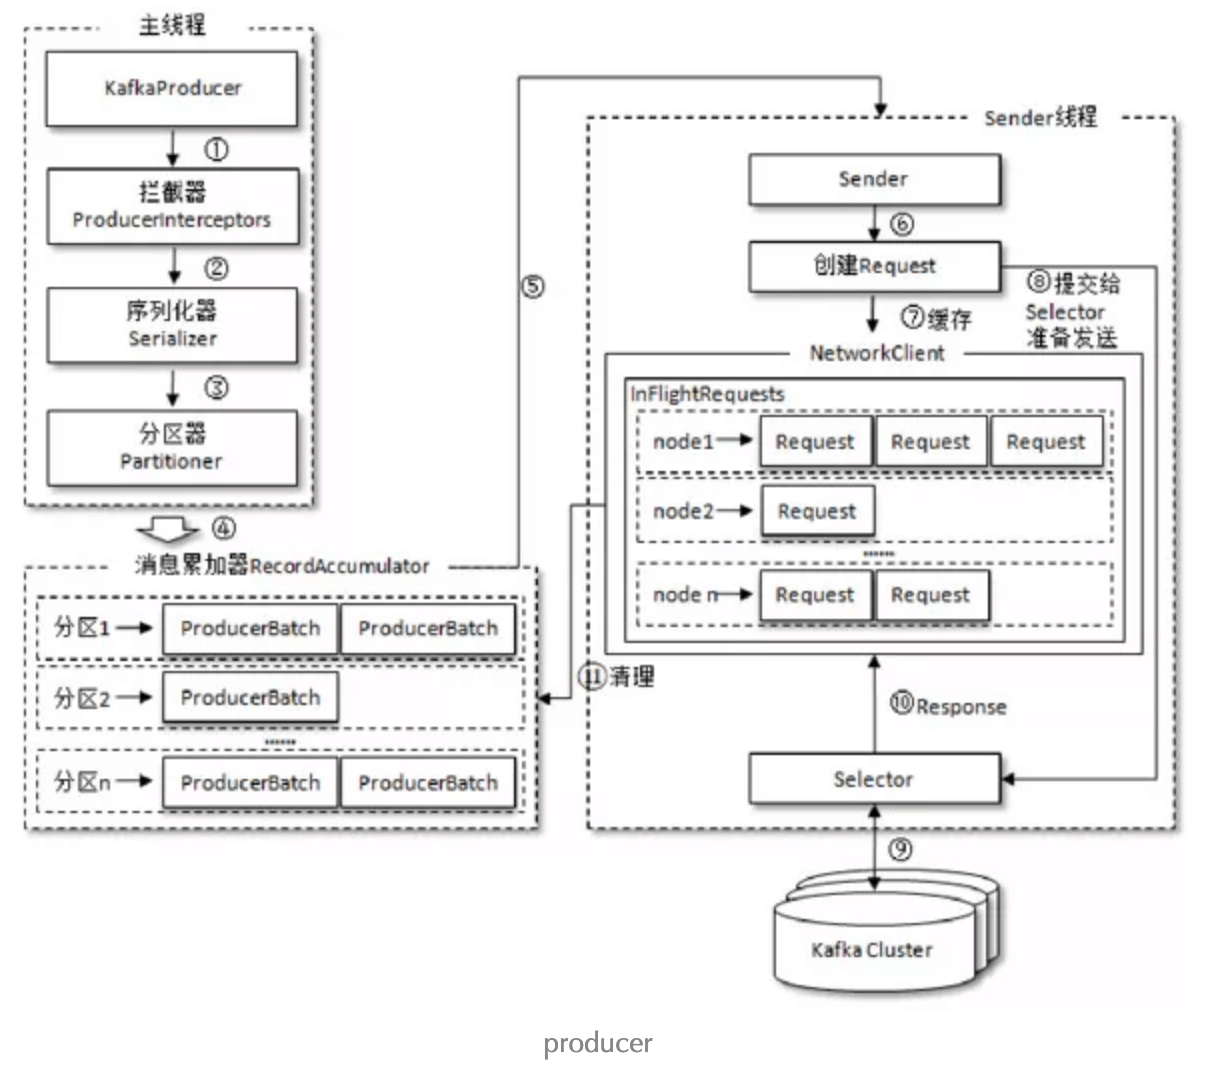 主线程
KafkaProducer
①
拦截器
ProducerInterceptors
②
序列化器
Serializer
③
分区器
Partitioner
④
消息累加器RecordAccumulator
分区1 ProducerBatch ProducerBatch
分区2 ProducerBatch
......
分区n ProducerBatch ProducerBatch
⑤
Sender线程
Sender
⑥
创建Request
⑦缓存
⑧提交给
Selector
准备发送
NetworkClient
InFlightRequests
node1 Request Request Request
node2 Request
......
node n Request Request
⑪清理
⑩Response
Selector
⑨
Kafka Cluster
producer